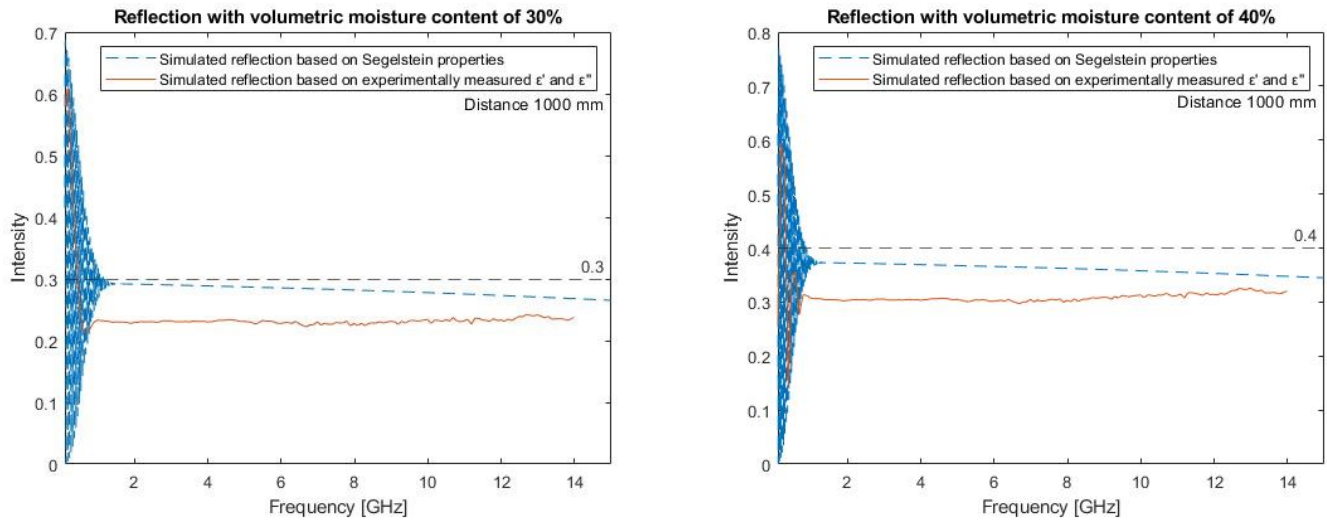 Reflection with volumetric moisture content of 30%
Simulated reflection based on Segelstein properties
Simulated reflection based on experimentally measured ε' and ε"
Distance 1000 mm
0.3
0.7
0.6
0.5
0.4
0.3
0.2
0.1
0
Intensity
2 4 6 8 10 12 14
Frequency [GHz]
Reflection with volumetric moisture content of 40%
Simulated reflection based on Segelstein properties
Simulated reflection based on experimentally measured ε' and ε"
Distance 1000 mm
0.4
0.8
0.7
0.6
0.5
0.4
0.3
0.2
0.1
0
Intensity
2 4 6 8 10 12 14
Frequency [GHz]